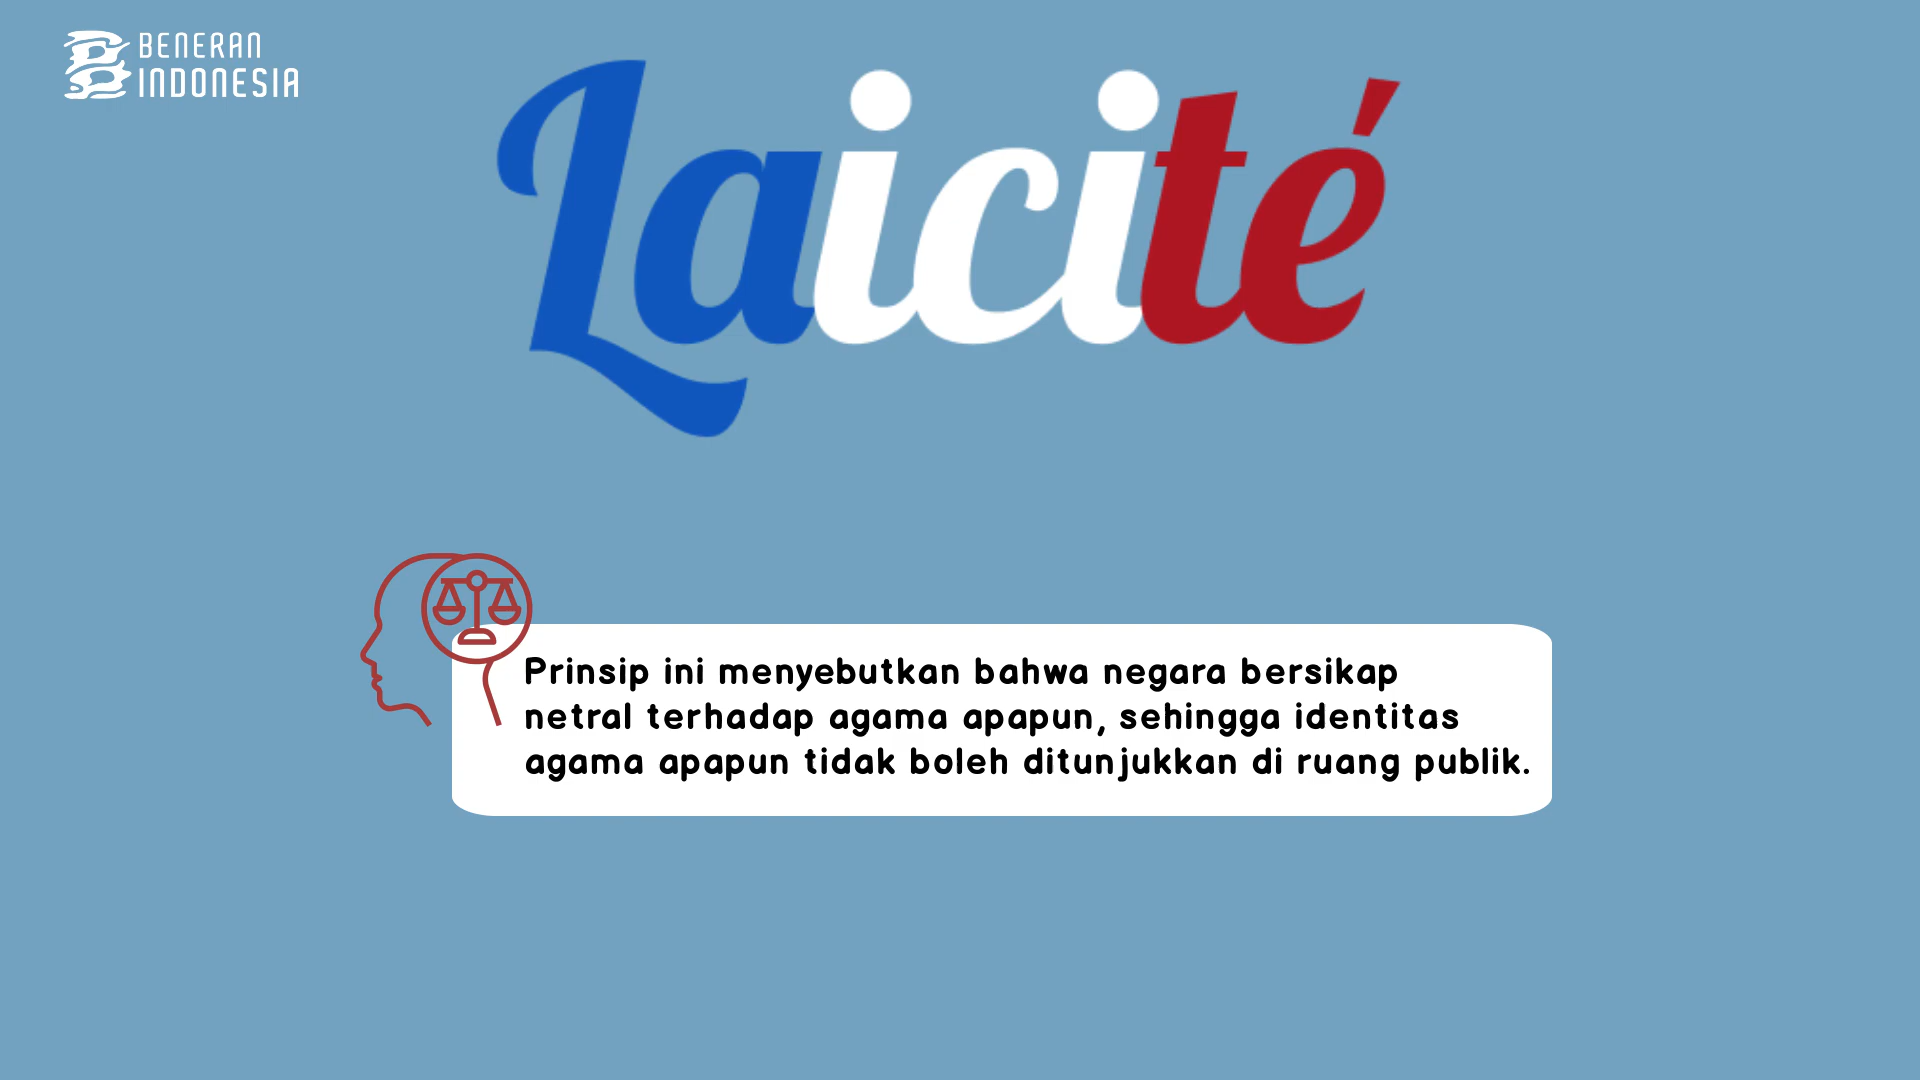 BENERAN
INDONESIA
Laicité
Prinsip ini menyebutkan bahwa negara bersikap
netral terhadap agama apapun, sehingga identitas
agama apapun tidak boleh ditunjukkan di ruang publik.